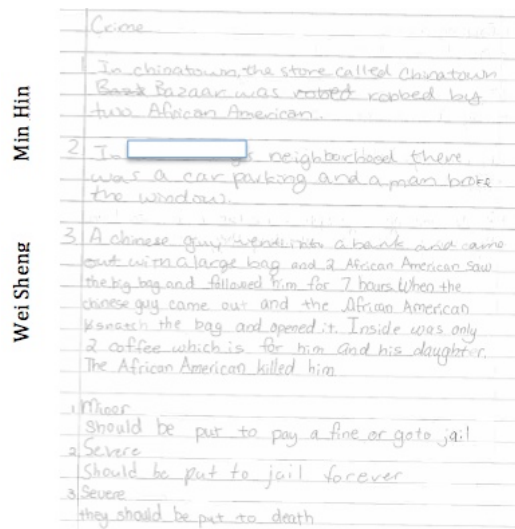 Min Hin
Wei Sheng
Crime
In chinatown, the store called Chinatown
Bazaar was robbed by
two African American.
2. In neighborhood there
was a car parking and a man broke
the window.
3. A chinese guy went into a bank and came
out with a large bag and 2 African American saw
the big bag and followed him for 7 hours. When the
chinese guy came out and the African American
snatch the bag and opened it. Inside was only
2 coffee which is for him and his daughter.
The African American killed him
1. Minor
Should be put to pay a fine or goto jail
2. Severe
Should be put to jail forever
3. Severe
they should be put to death